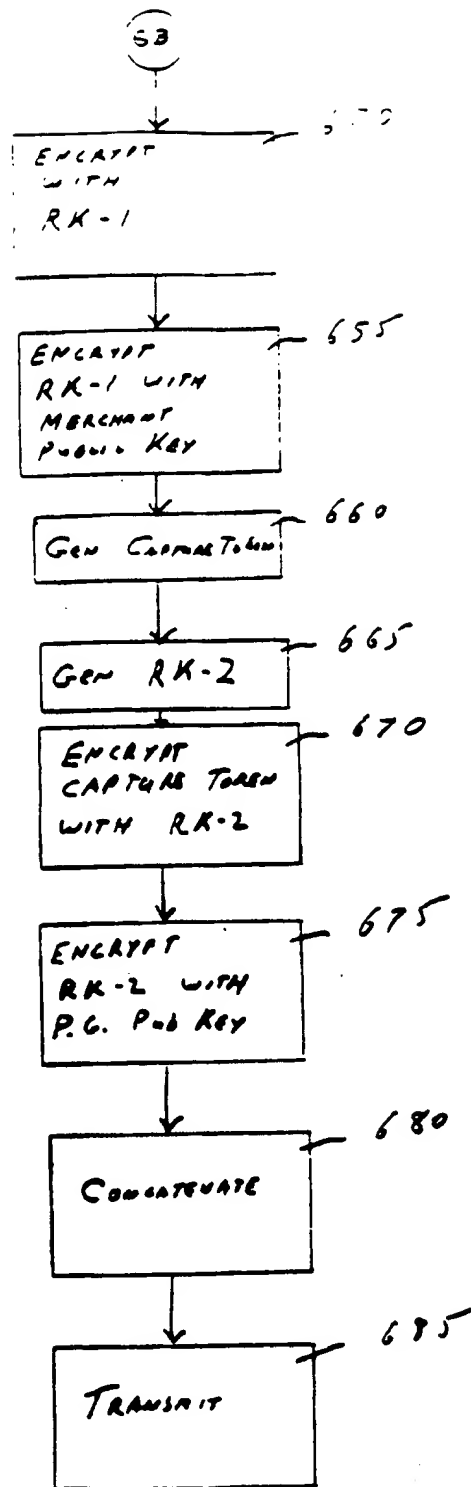 S3
ENCRYPT
WITH
RK-1
655
ENCRYPT
RK-1 WITH
MERCHANT
PUBLIC KEY
660
GEN CAPTURE TOKEN
665
GEN RK-2
670
ENCRYPT
CAPTURE TOKEN
WITH RK-2
675
ENCRYPT
RK-2 WITH
P.G. Pub KEY
680
CONCATENATE
685
TRANSMIT